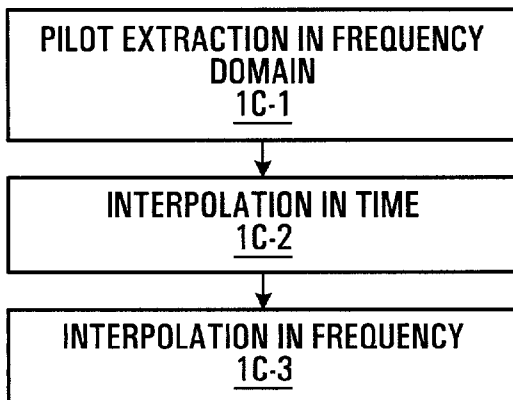 PILOT EXTRACTION IN FREQUENCY
DOMAIN
1C-1
INTERPOLATION IN TIME
1C-2
INTERPOLATION IN FREQUENCY
1C-3